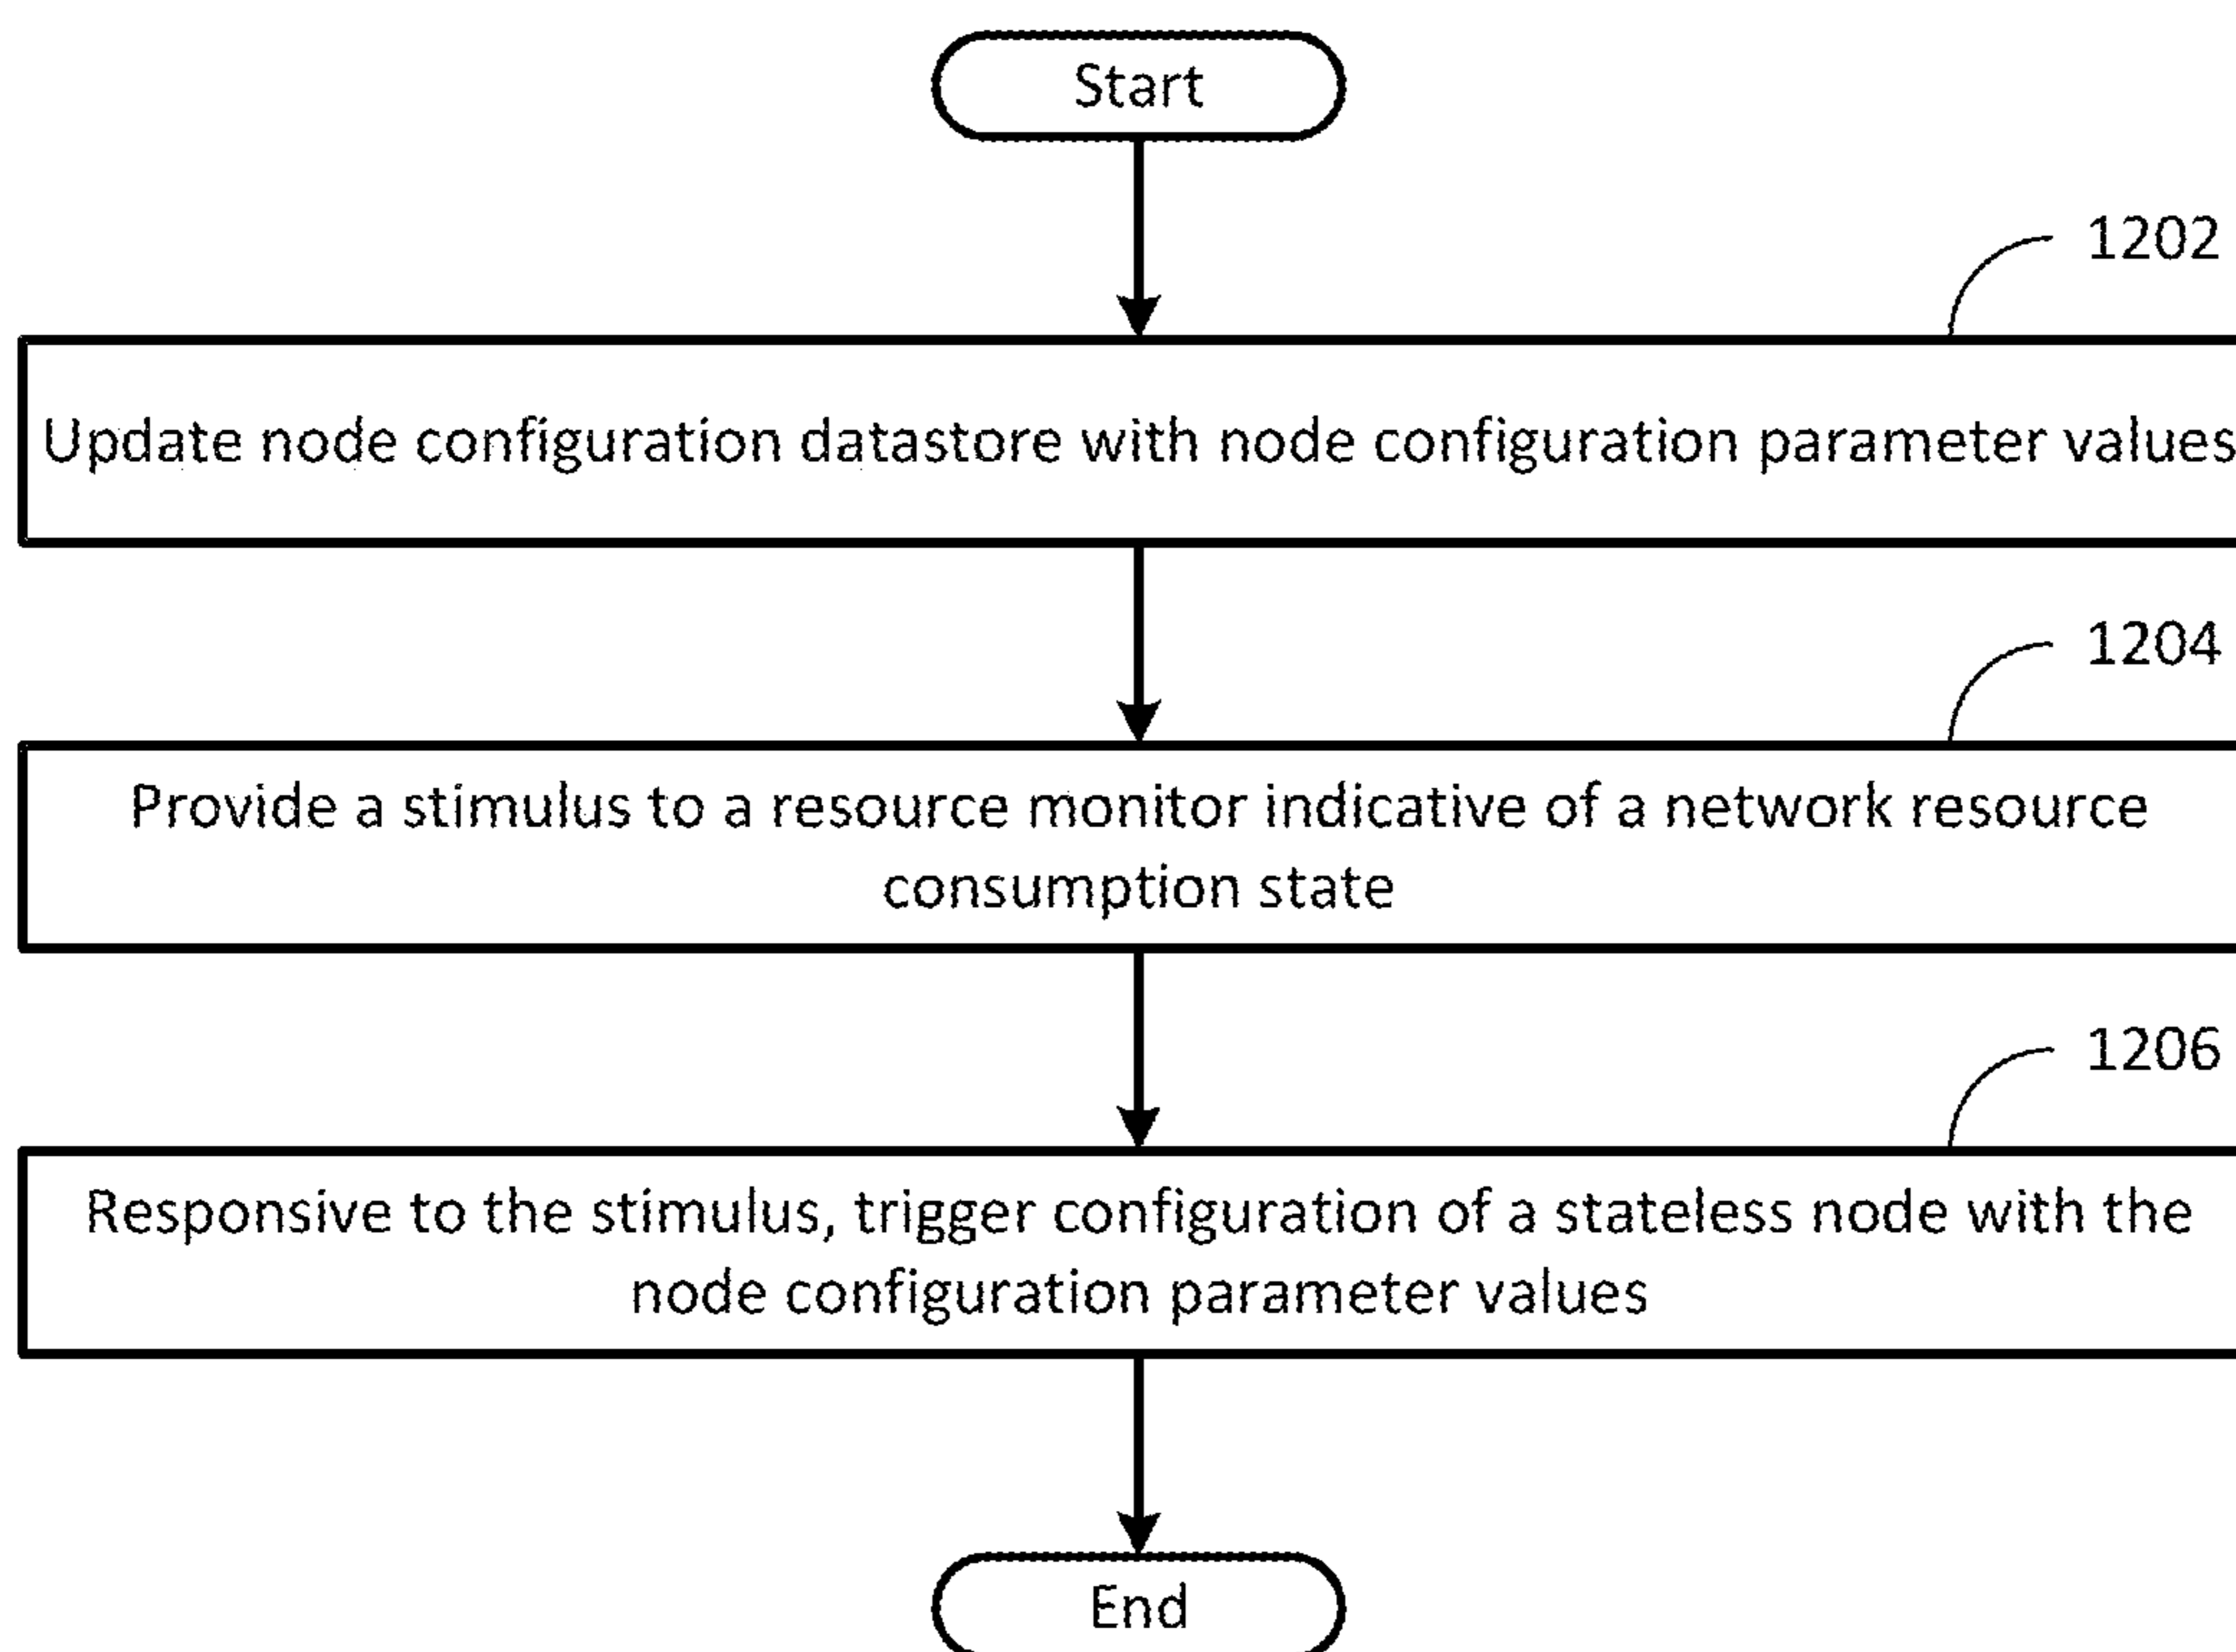 Start
1202
Update node configuration datastore with node configuration parameter values
1204
Provide a stimulus to a resource monitor indicative of a network resource
consumption state
1206
Responsive to the stimulus, trigger configuration of a stateless node with the
node configuration parameter values
End